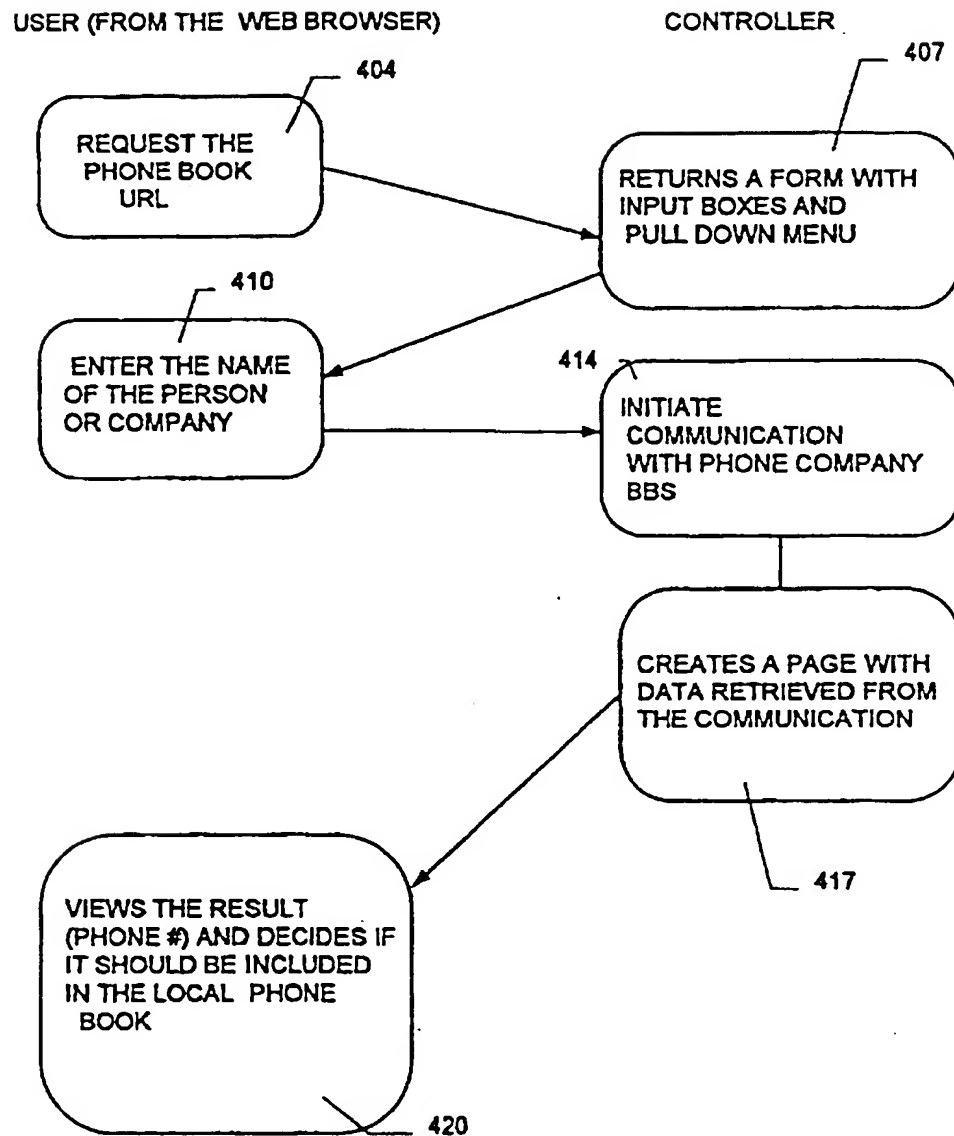 USER (FROM THE WEB BROWSER)
CONTROLLER
404
407
REQUEST THE
PHONE BOOK
URL
RETURNS A FORM WITH
INPUT BOXES AND
PULL DOWN MENU
410
ENTER THE NAME
OF THE PERSON
OR COMPANY
414
INITIATE
COMMUNICATION
WITH PHONE COMPANY
BBS
CREATES A PAGE WITH
DATA RETRIEVED FROM
THE COMMUNICATION
417
VIEWS THE RESULT
(PHONE #) AND DECIDES IF
IT SHOULD BE INCLUDED
IN THE LOCAL PHONE
BOOK
420